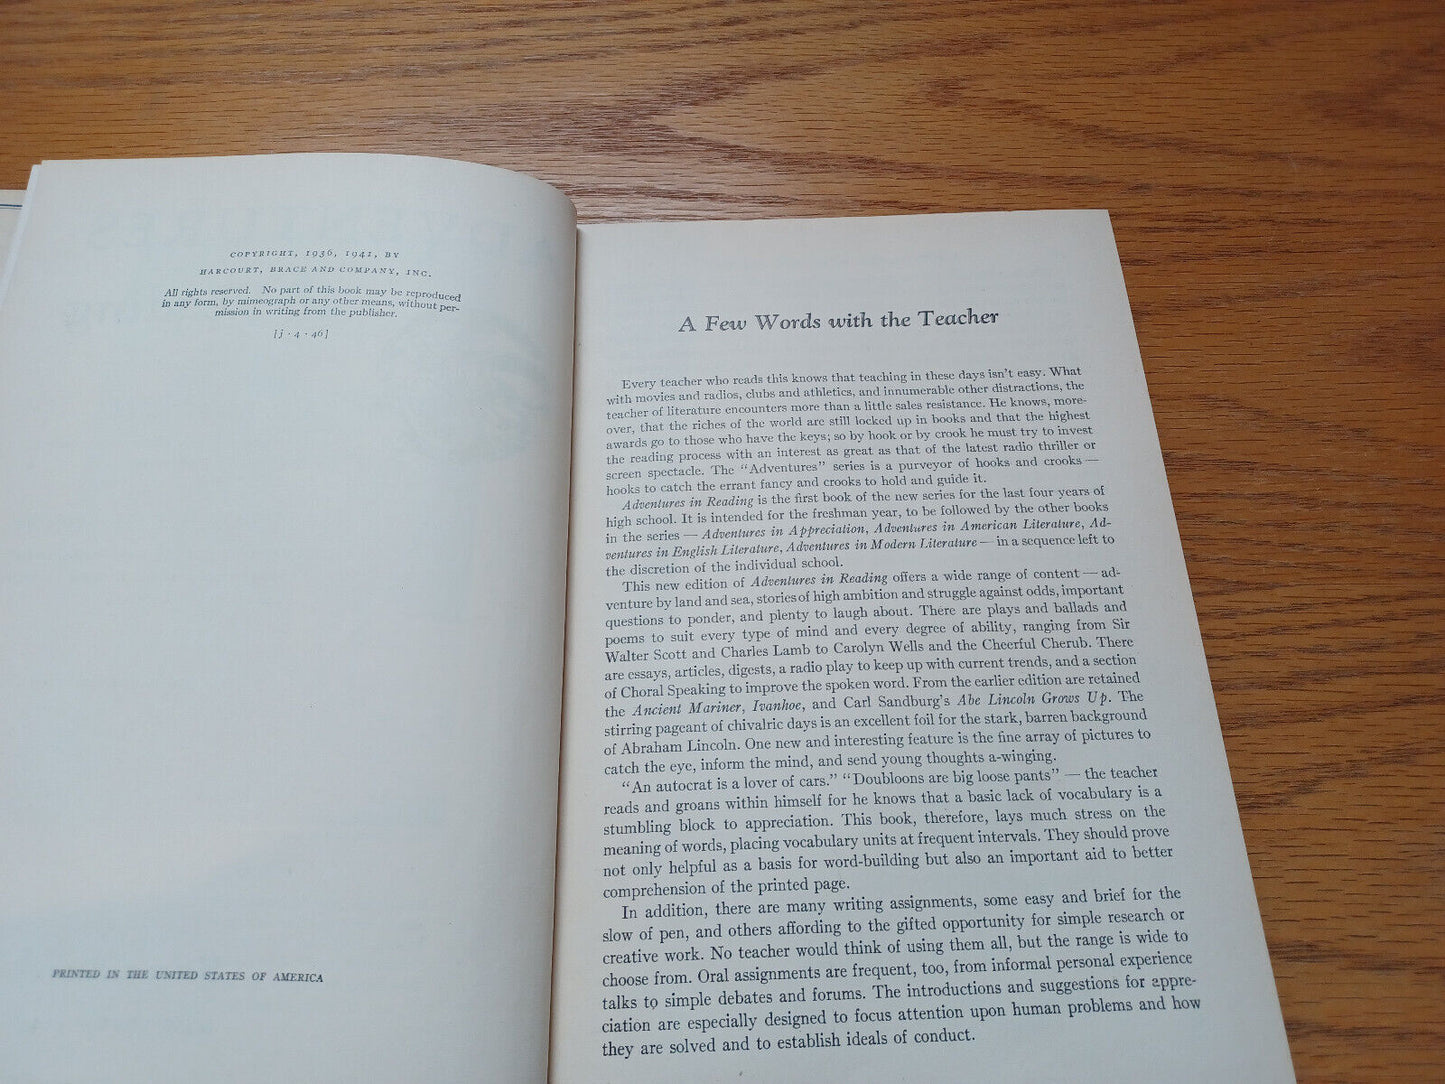 COPYRIGHT, 1936, 1941, BY
HARCOURT, BRACE AND COMPANY, INC.
All rights reserved. No part of this book may be reproduced
in any form, by mimeograph or any other means, without per-
mission in writing from the publisher.
[j · 4 · 46]
PRINTED IN THE UNITED STATES OF AMERICA
A Few Words with the Teacher
Every teacher who reads this knows that teaching in these days isn't easy. What
with movies and radios, clubs and athletics, and innumerable other distractions, the
teacher of literature encounters more than a little sales resistance. He knows, more-
over, that the riches of the world are still locked up in books and that the highest
awards go to those who have the keys; so by hook or by crook he must try to invest
the reading process with an interest as great as that of the latest radio thriller or
screen spectacle. The "Adventures" series is a purveyor of hooks and crooks —
hooks to catch the errant fancy and crooks to hold and guide it.
Adventures in Reading is the first book of the new series for the last four years of
high school. It is intended for the freshman year, to be followed by the other books
in the series — Adventures in Appreciation, Adventures in American Literature, Ad-
ventures in English Literature, Adventures in Modern Literature — in a sequence left to
the discretion of the individual school.
This new edition of Adventures in Reading offers a wide range of content — ad-
venture by land and sea, stories of high ambition and struggle against odds, important
questions to ponder, and plenty to laugh about. There are plays and ballads and
poems to suit every type of mind and every degree of ability, ranging from Sir
Walter Scott and Charles Lamb to Carolyn Wells and the Cheerful Cherub. There
are essays, articles, digests, a radio play to keep up with current trends, and a section
of Choral Speaking to improve the spoken word. From the earlier edition are retained
the Ancient Mariner, Ivanhoe, and Carl Sandburg's Abe Lincoln Grows Up. The
stirring pageant of chivalric days is an excellent foil for the stark, barren background
of Abraham Lincoln. One new and interesting feature is the fine array of pictures to
catch the eye, inform the mind, and send young thoughts a-winging.
"An autocrat is a lover of cars." "Doubloons are big loose pants" — the teacher
reads and groans within himself for he knows that a basic lack of vocabulary is a
stumbling block to appreciation. This book, therefore, lays much stress on the
meaning of words, placing vocabulary units at frequent intervals. They should prove
not only helpful as a basis for word-building but also an important aid to better
comprehension of the printed page.
In addition, there are many writing assignments, some easy and brief for the
slow of pen, and others affording to the gifted opportunity for simple research or
creative work. No teacher would think of using them all, but the range is wide to
choose from. Oral assignments are frequent, too, from informal personal experience
talks to simple debates and forums. The introductions and suggestions for appre-
ciation are especially designed to focus attention upon human problems and how
they are solved and to establish ideals of conduct.